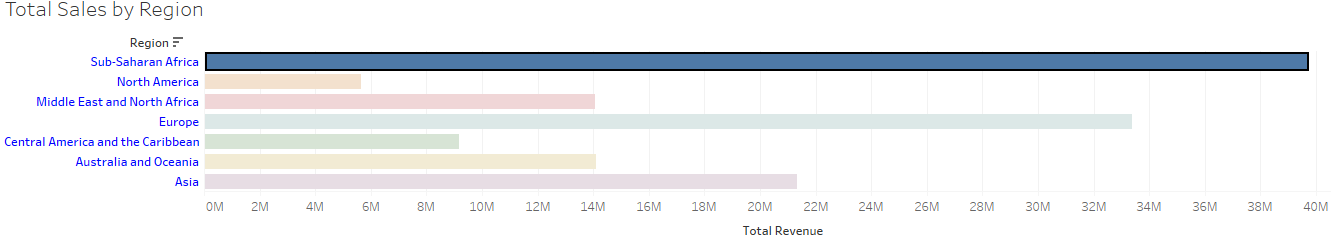 Total Sales by Region
Region
Sub-Saharan Africa
North America
Middle East and North Africa
Europe
Central America and the Caribbean
Australia and Oceania
Asia
0M 2M 4M 6M 8M 10M 12M 14M 16M 18M 20M 22M 24M 26M 28M 30M 32M 34M 36M 38M 40M
Total Revenue